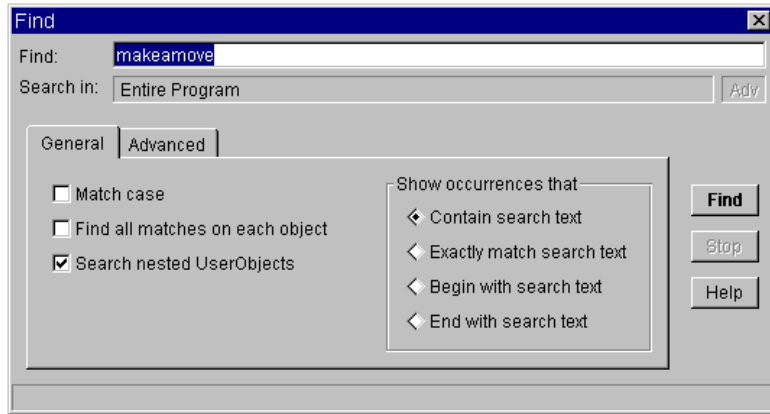 Find
Find: makeamove
Search in: Entire Program Adv
General Advanced
Match case
Find all matches on each object
Search nested UserObjects
Show occurrences that
Contain search text
Exactly match search text
Begin with search text
End with search text
Find
Stop
Help